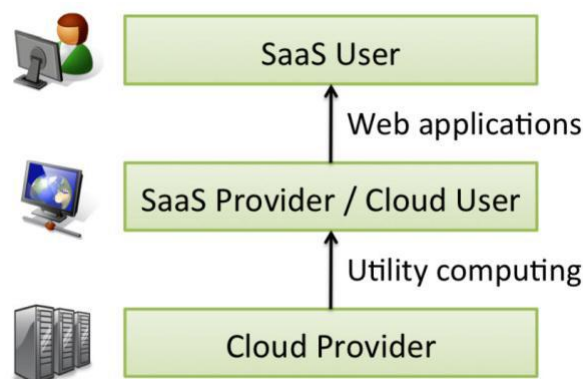 SaaS User
Web applications
SaaS Provider / Cloud User
Utility computing
Cloud Provider